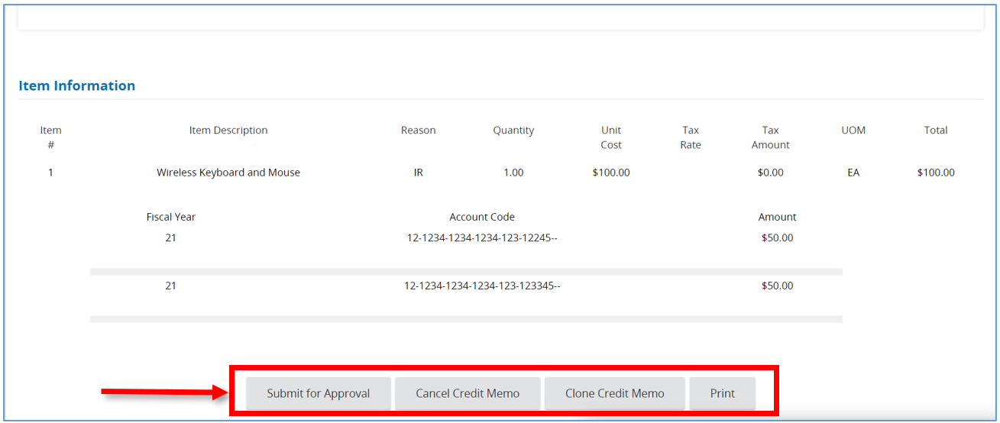 Item Information
Item # Item Description Reason Quantity Unit Cost Tax Rate Tax Amount UOM Total
1 Wireless Keyboard and Mouse IR 1.00 $100.00 $0.00 EA $100.00
Fiscal Year Account Code Amount
21 12-1234-1234-1234-123-12245-- $50.00
21 12-1234-1234-1234-123-123345-- $50.00
Submit for Approval Cancel Credit Memo Clone Credit Memo Print